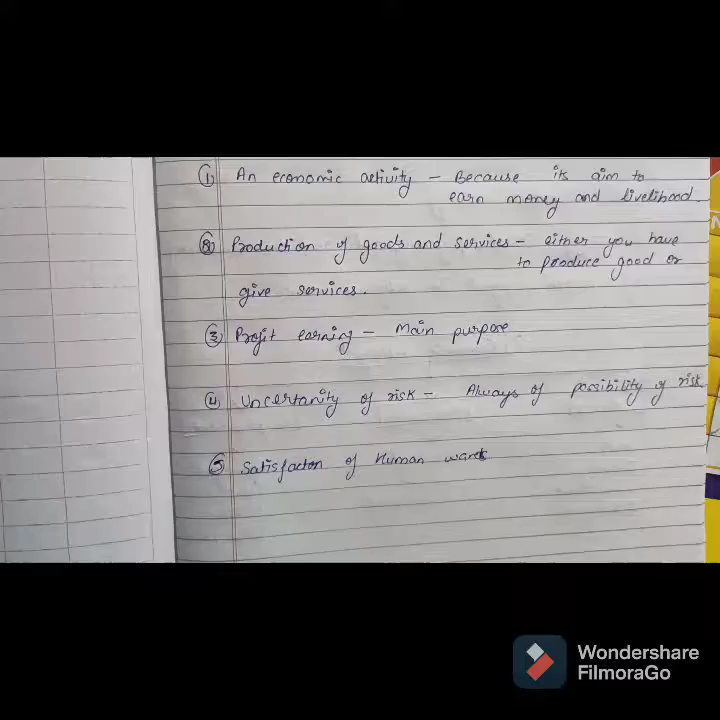 ① An economic activity – Because its aim to
earn money and livelihood.
② Production of goods and services – either you have
to produce good or
give services.
③ Profit earning – Main purpose
④ Uncertanity of risk – Always of possibility of risk
⑤ Satisfacton of Human wants
Wondershare
FilmoraGo